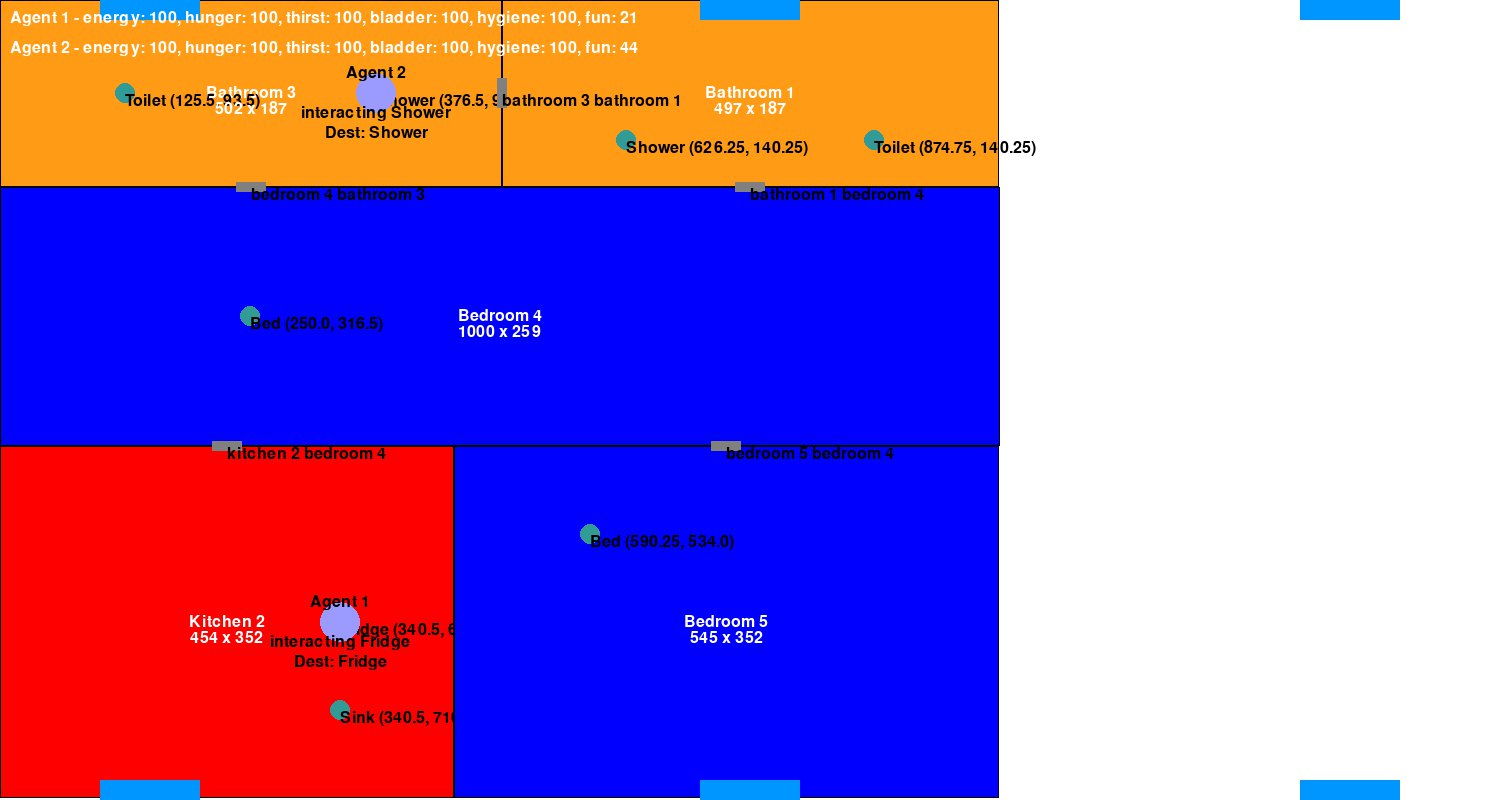 Agent 1 - energy: 100, hunger: 100, thirst: 100, bladder: 100, hygiene: 100, fun: 21
Agent 2 - energy: 100, hunger: 100, thirst: 100, bladder: 100, hygiene: 100, fun: 44
Agent 2
Bathroom 3
502 x 187
Toilet (125.5, 93.5)
(376.5,
bathroom 3 bathroom 1
interacting Shower
Dest: Shower
Bathroom 1
497 x 187
Shower (626.25, 140.25)
Toilet (874.75, 140.25)
bedroom 4 bathroom 3
bathroom 1 bedroom 4
Bed (250.0, 316.5)
Bedroom 4
1000 x 259
kitchen 2 bedroom 4
bedroom 5 bedroom 4
Bed (590.25, 534.0)
Agent 1
Kitchen 2
454 x 352
(340.5,
interacting Fridge
Dest: Fridge
Bedroom 5
545 x 352
Sink (340.5,